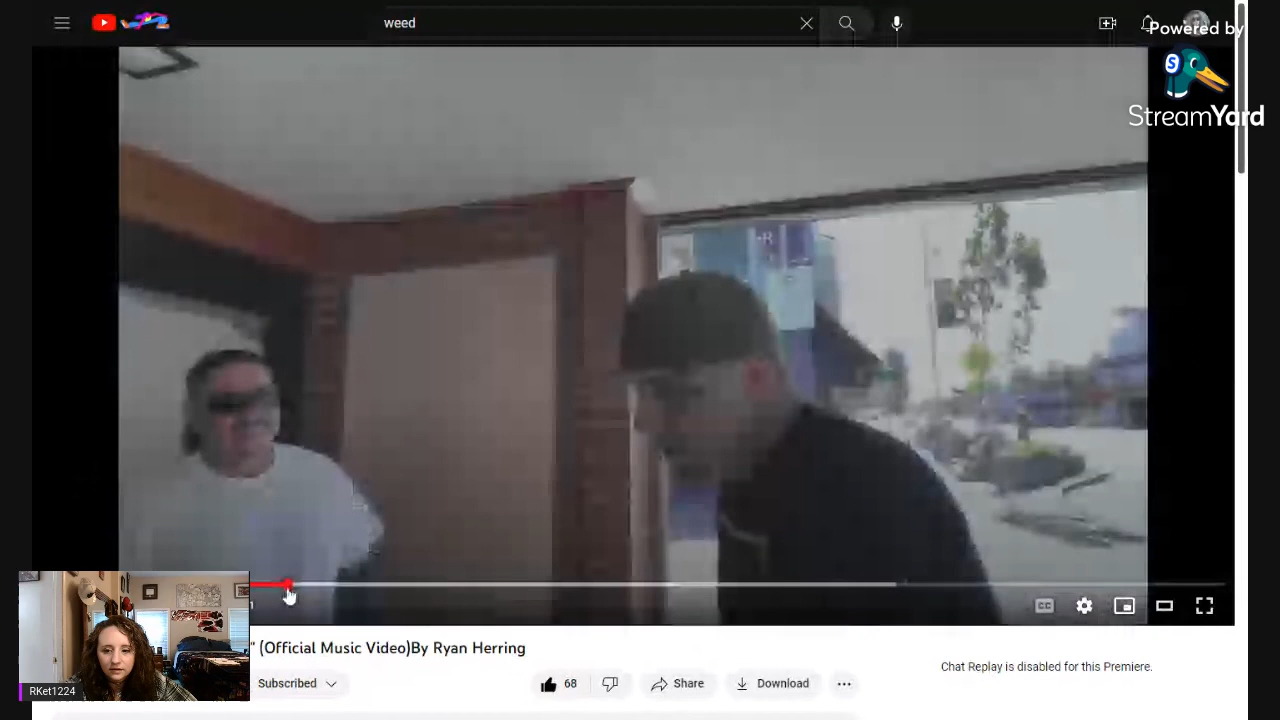 weed
Powered by
S
StreamYard
" (Official Music Video)By Ryan Herring
Chat Replay is disabled for this Premiere.
Subscribed
68
Share
Download
RKet1224
CC